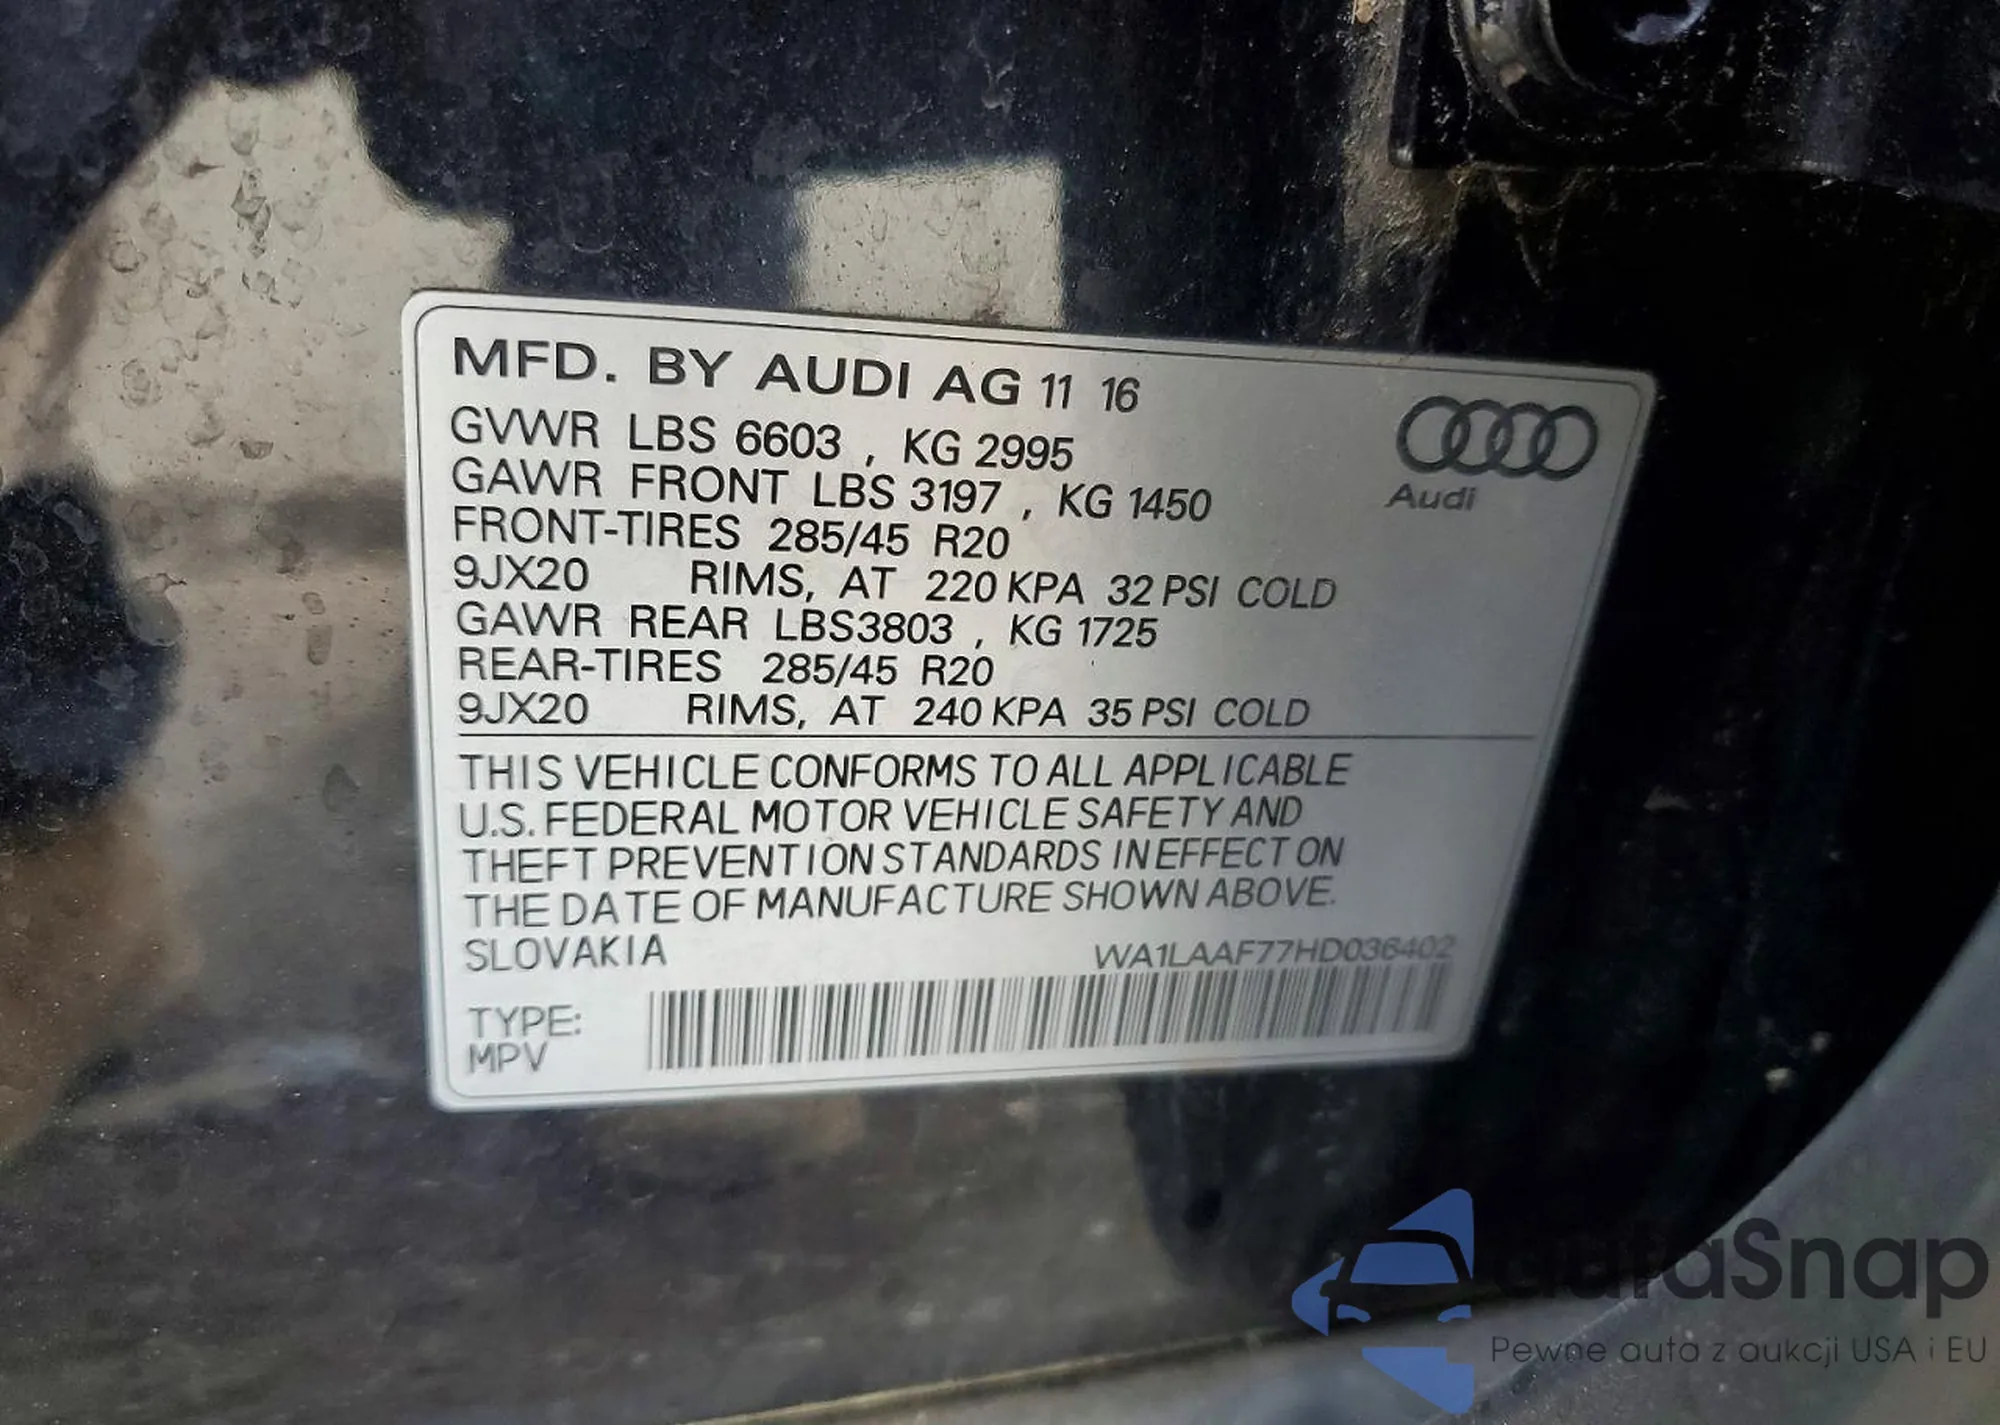 MFD. BY AUDI AG 11 16
GVWR LBS 6603 , KG 2995
GAWR FRONT LBS 3197 , KG 1450
FRONT-TIRES 285/45 R20
9JX20 RIMS, AT 220 KPA 32 PSI COLD
GAWR REAR LBS3803 , KG 1725
REAR-TIRES 285/45 R20
9JX20 RIMS, AT 240 KPA 35 PSI COLD
Audi
THIS VEHICLE CONFORMS TO ALL APPLICABLE
U.S. FEDERAL MOTOR VEHICLE SAFETY AND
THEFT PREVENTION STANDARDS IN EFFECT ON
THE DATE OF MANUFACTURE SHOWN ABOVE.
SLOVAKIA WA1LAAF77HD036402
TYPE:
MPV
autaSnap
Pewne auta z aukcji USA i EU